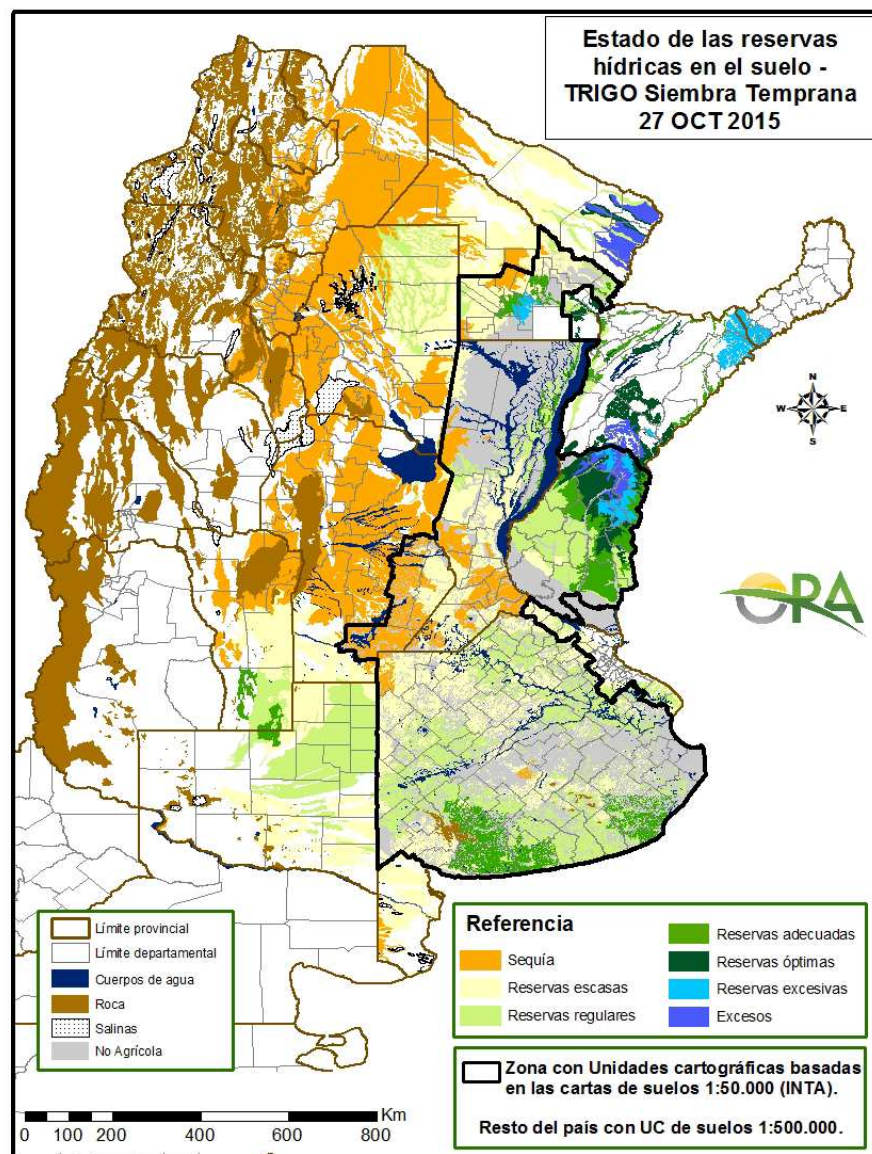 Estado de las reservas
hídricas en el suelo -
TRIGO Siembra Temprana
27 OCT 2015
N
W
E
S
ORA
Límite provincial
Límite departamental
Cuerpos de agua
Roca
Salinas
No Agrícola
Referencia
Sequía
Reservas escasas
Reservas regulares
Reservas adecuadas
Reservas óptimas
Reservas excesivas
Excesos
Zona con Unidades cartográficas basadas
en las cartas de suelos 1:50.000 (INTA).
Resto del país con UC de suelos 1:500.000.
Km
0 100 200 400 600 800